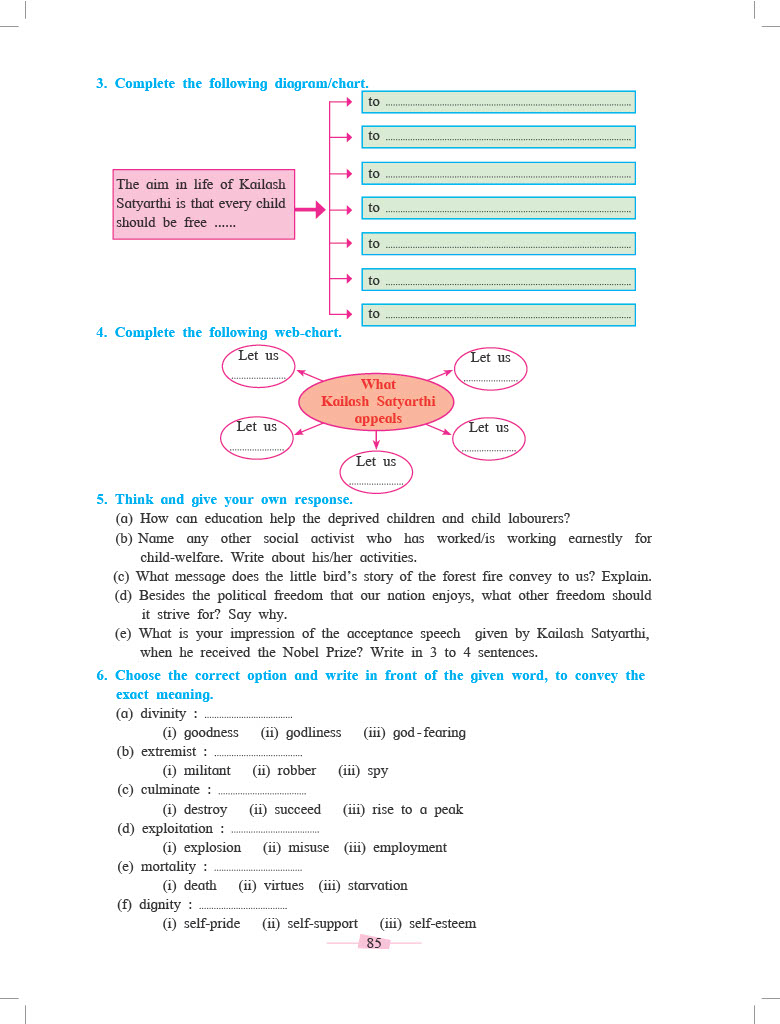 3. Complete the following diagram/chart.
to ................................................................................
to ................................................................................
The aim in life of Kailash
Satyarthi is that every child
should be free ......
to ................................................................................
to ................................................................................
to ................................................................................
to ................................................................................
to ................................................................................
4. Complete the following web-chart.
Let us
......................
Let us
......................
What
Kailash Satyarthi
appeals
Let us
......................
Let us
......................
Let us
......................
5. Think and give your own response.
(a) How can education help the deprived children and child labourers?
(b) Name any other social activist who has worked/is working earnestly for
child-welfare. Write about his/her activities.
(c) What message does the little bird's story of the forest fire convey to us? Explain.
(d) Besides the political freedom that our nation enjoys, what other freedom should
it strive for? Say why.
(e) What is your impression of the acceptance speech given by Kailash Satyarthi,
when he received the Nobel Prize? Write in 3 to 4 sentences.
6. Choose the correct option and write in front of the given word, to convey the
exact meaning.
(a) divinity : ..................................
(i) goodness (ii) godliness (iii) god-fearing
(b) extremist : ..................................
(i) militant (ii) robber (iii) spy
(c) culminate : ..................................
(i) destroy (ii) succeed (iii) rise to a peak
(d) exploitation : ..................................
(i) explosion (ii) misuse (iii) employment
(e) mortality : ..................................
(i) death (ii) virtues (iii) starvation
(f) dignity : ..................................
(i) self-pride (ii) self-support (iii) self-esteem
85